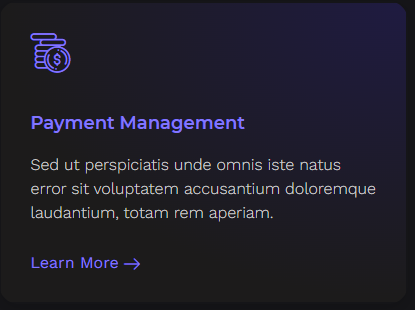 Payment Management
Sed ut perspiciatis unde omnis iste natus
error sit voluptatem accusantium doloremque
laudantium, totam rem aperiam.
Learn More →